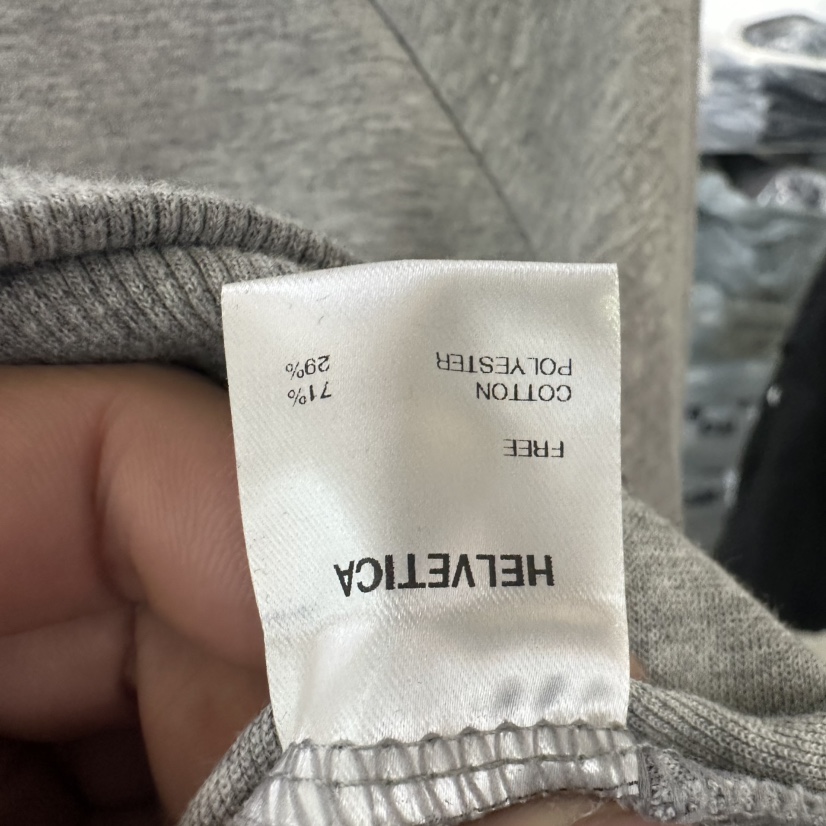 HELVETICA
FREE
COTTON 71%
POLYESTER 29%